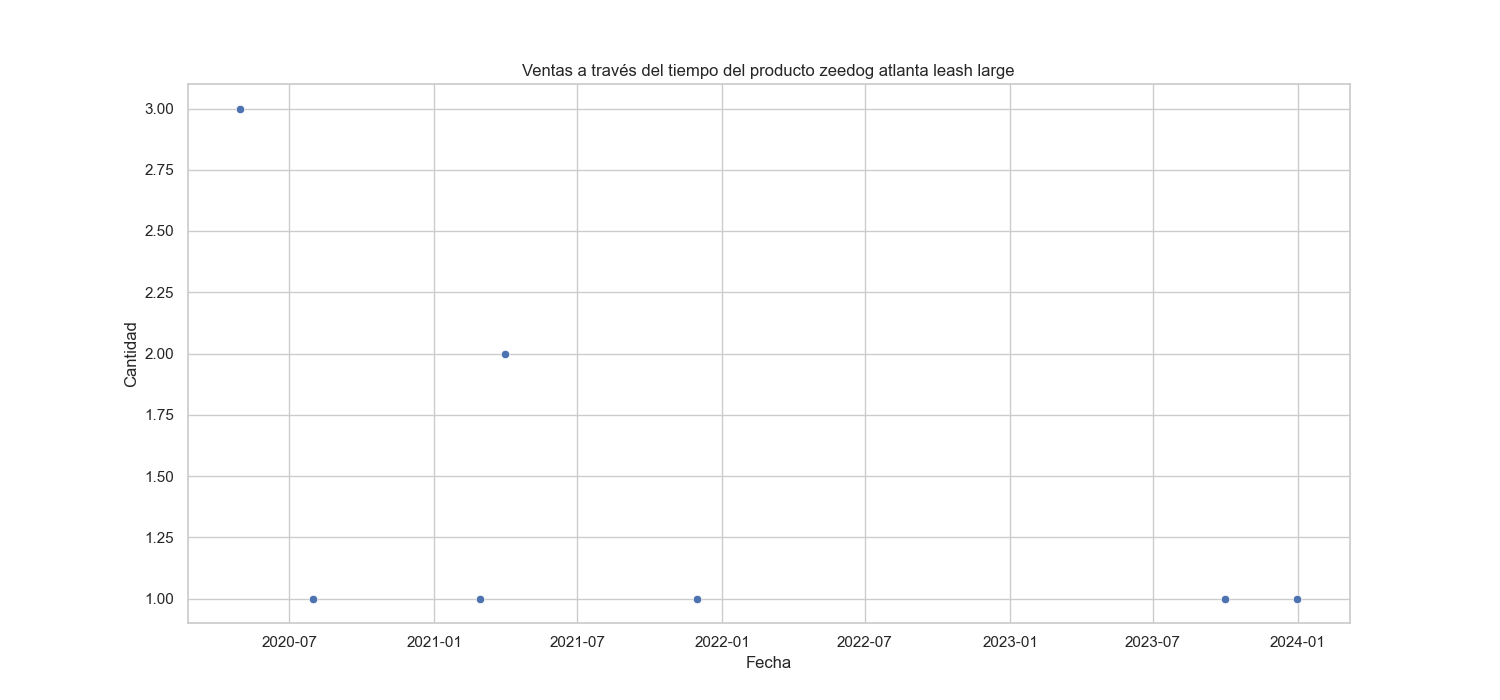 Ventas a través del tiempo del producto zeedog atlanta leash large
3.00
2.75
2.50
2.25
2.00
1.75
1.50
1.25
1.00
Cantidad
2020-07 2021-01 2021-07 2022-01 2022-07 2023-01 2023-07 2024-01
Fecha